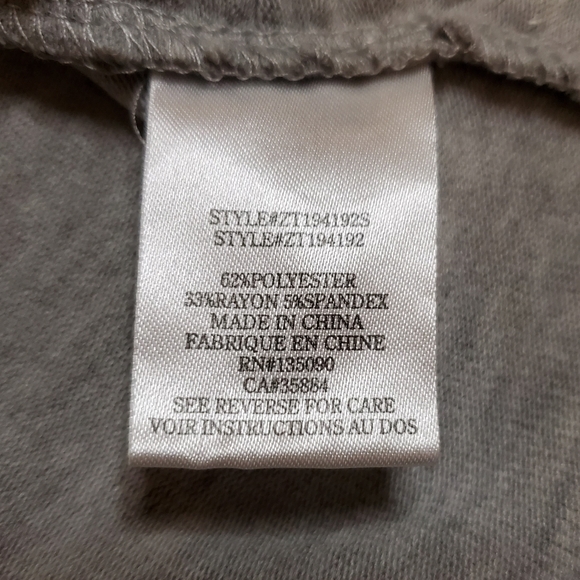 STYLE#ZT194192S
STYLE#ZT194192
62%POLYESTER
33%RAYON 5%SPANDEX
MADE IN CHINA
FABRIQUE EN CHINE
RN#135090
CA#35884
SEE REVERSE FOR CARE
VOIR INSTRUCTIONS AU DOS